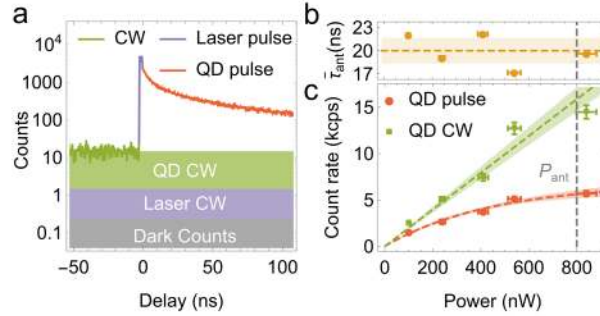 a
CW
Laser pulse
QD pulse
10⁴
1000
100
10
1
0.1
Counts
QD CW
Laser CW
Dark Counts
-50
0
50
100
Delay (ns)
b
23
20
17
τ̄ant(ns)
c
QD pulse
QD CW
15
10
5
0
Count rate (kcps)
Pant
0
200
400
600
800
Power (nW)